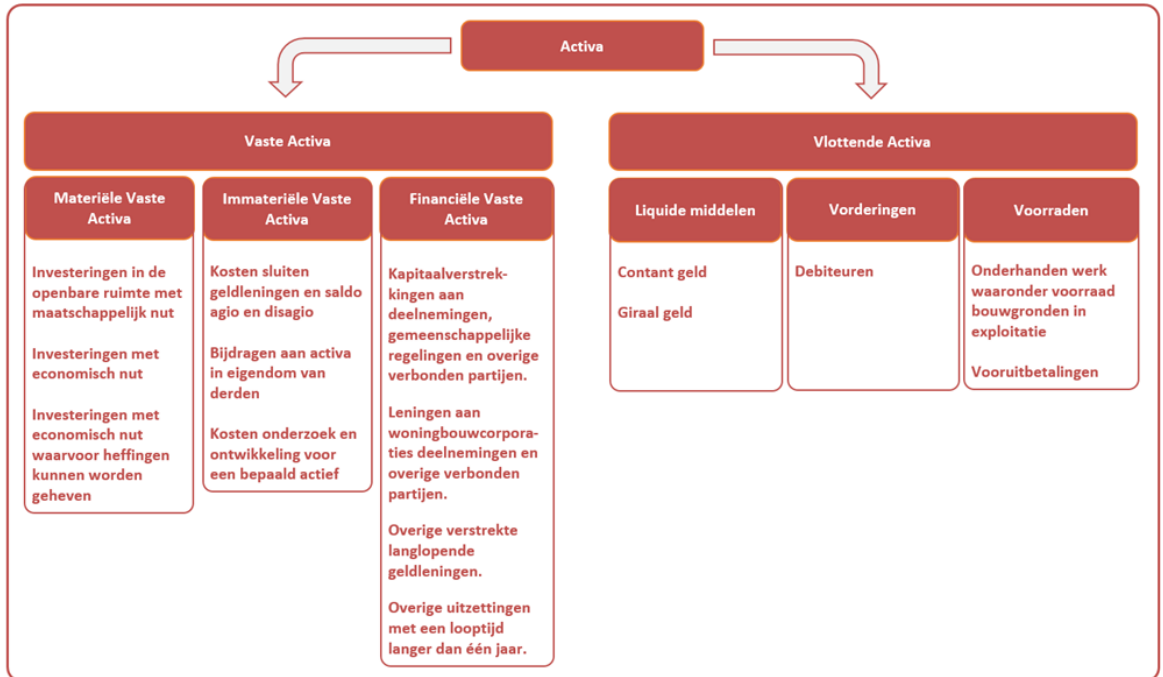 Activa
Vaste Activa
Materiële Vaste
Activa
Investeringen in de
openbare ruimte met
maatschappelijk nut
Investeringen met
economisch nut
Investeringen met
economisch nut
waarvoor heffingen
kunnen worden
geheven
Immateriële Vaste
Activa
Kosten sluiten
geldleningen en saldo
agio en disagio
Bijdragen aan activa
in eigendom van
derden
Kosten onderzoek en
ontwikkeling voor
een bepaald actief
Financiële Vaste
Activa
Kapitaalverstrek-
kingen aan
deelnemingen,
gemeenschappelijke
regelingen en overige
verbonden partijen.
Leningen aan
woningbouwcorpora-
ties deelnemingen en
overige verbonden
partijen.
Overige verstrekte
langlopende
geldleningen.
Overige uitzettingen
met een looptijd
langer dan één jaar.
Vlottende Activa
Liquide middelen
Contant geld
Giraal geld
Vorderingen
Debiteuren
Voorraden
Onderhanden werk
waaronder voorraad
bouwgronden in
exploitatie
Vooruitbetalingen